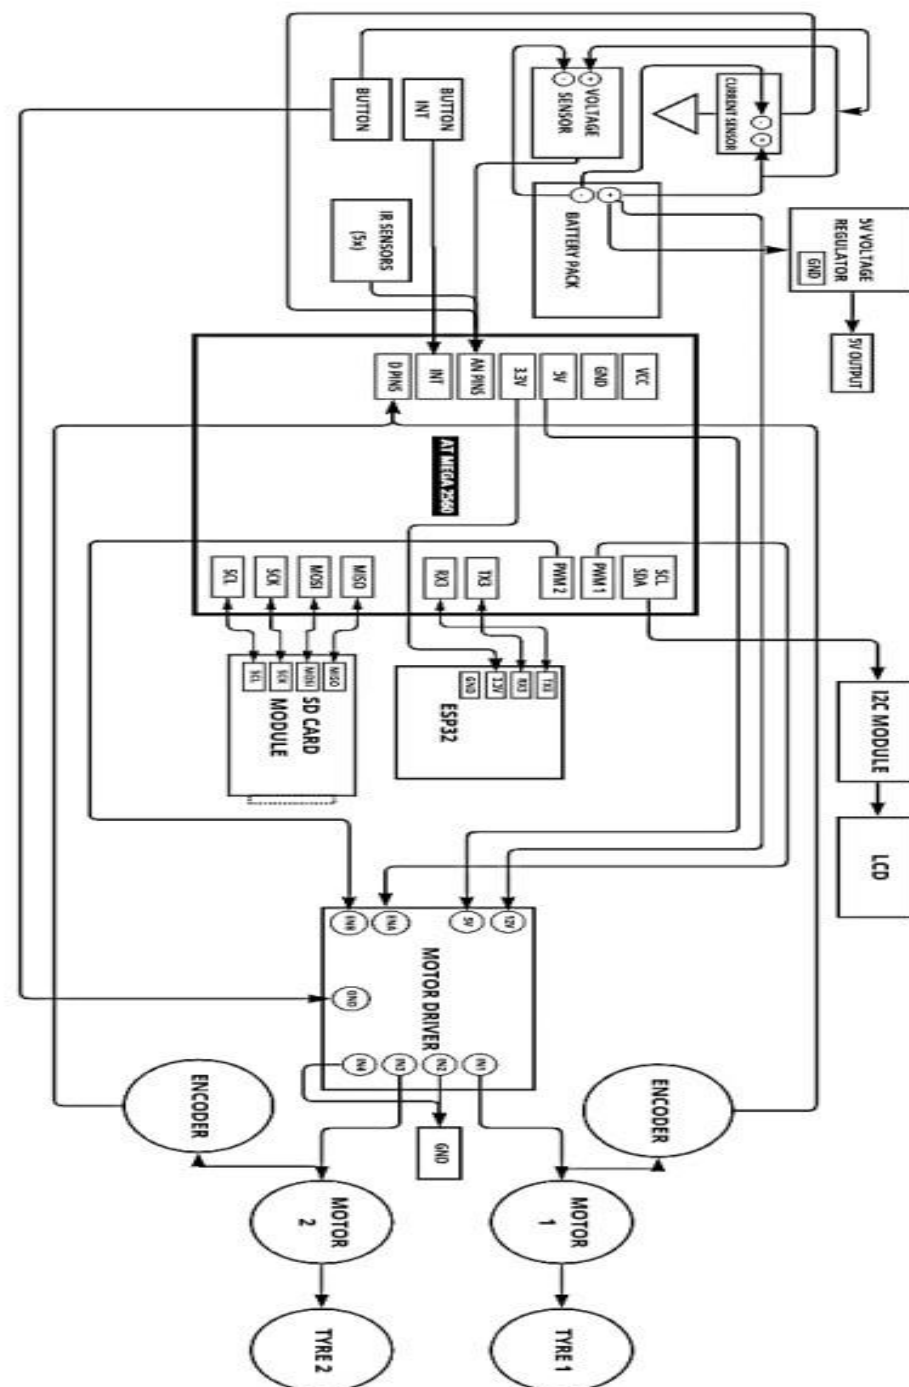 BUTTON
BUTTON
INT
-
+
VOLTAGE
SENSOR
CURRENT SENSOR
-
+
IR SENSORS
(5x)
-
+
BATTERY PACK
5V VOLTAGE
REGULATOR
GND
5V OUTPUT
D PINS
INT
AN PINS
3.3V
5V
GND
VCC
AT MEGA 2560
SCL
SCK
MOSI
MISO
RX3
TX3
PWM 2
PWM 1
SCL
SDA
SCL
SCK
MOSI
MISO
SD CARD
MODULE
GND
3.3V
RX3
TX3
ESP32
I2C MODULE
LCD
ENB
ENA
5V
12V
MOTOR DRIVER
GND
IN4
IN3
IN2
IN1
GND
ENCODER
ENCODER
MOTOR
2
MOTOR
1
TYRE 2
TYRE 1